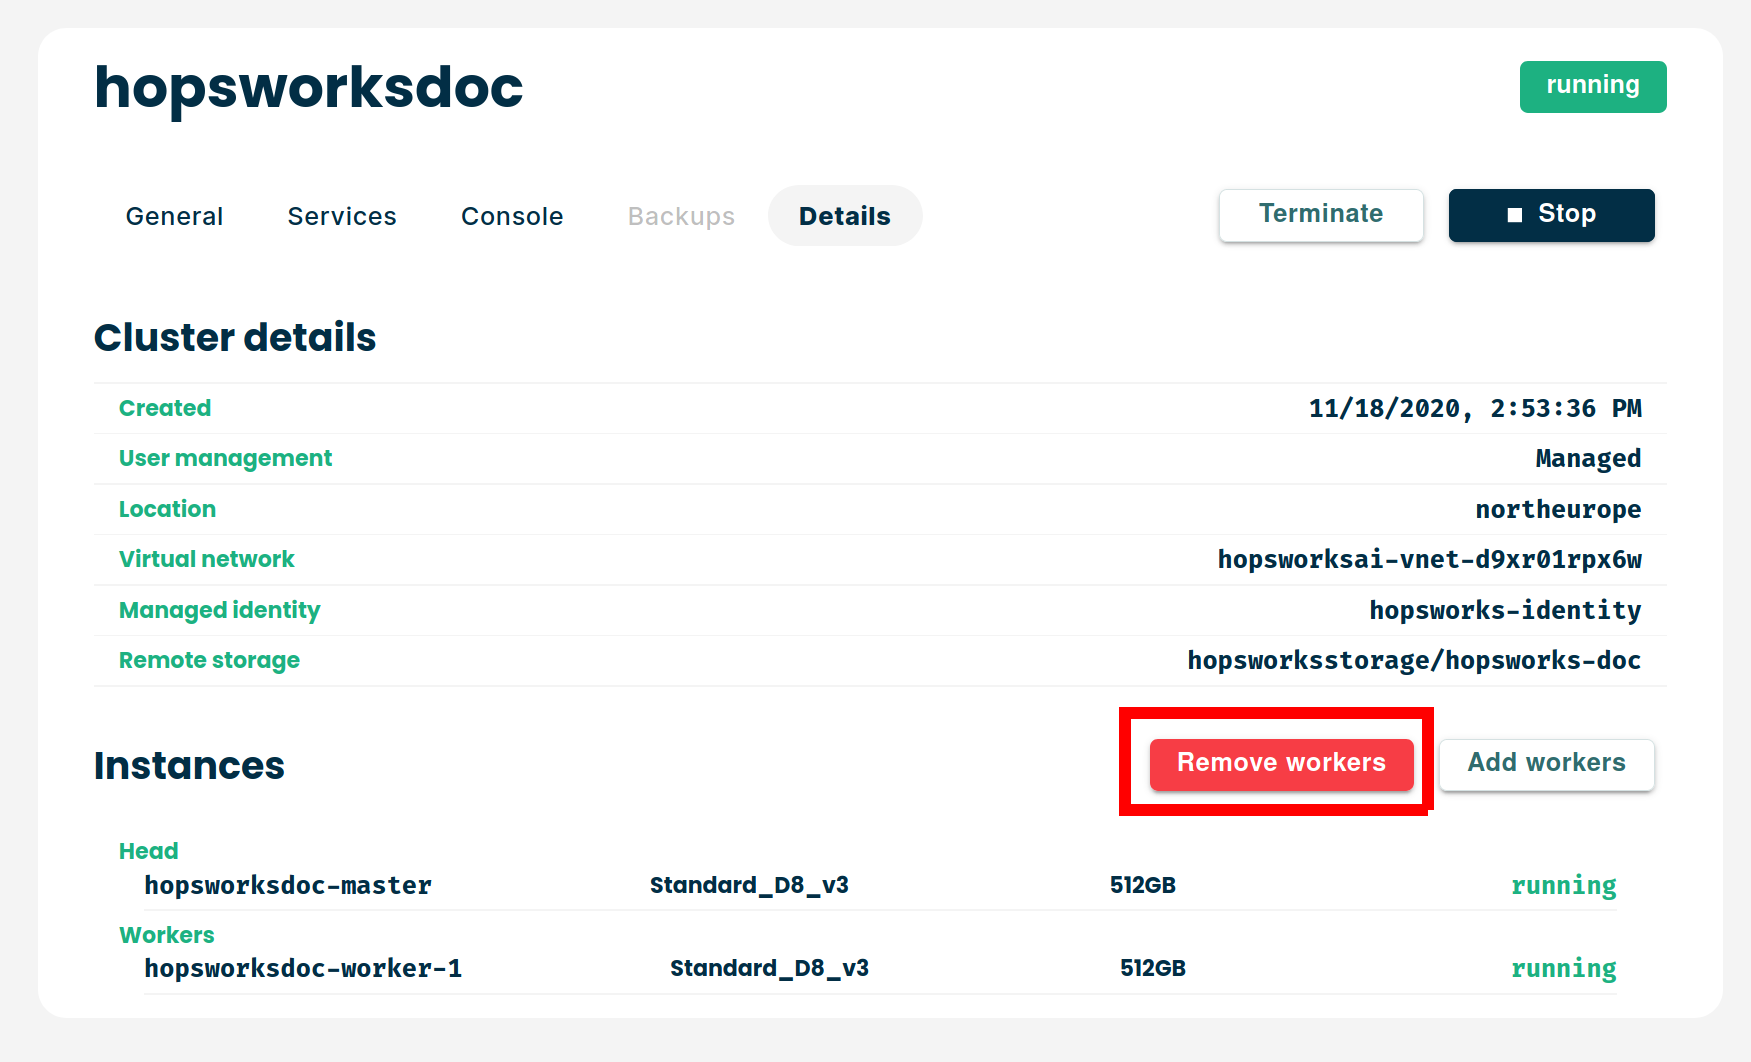 hopsworksdoc
running
General Services Console Backups Details
Terminate Stop
Cluster details
Created 11/18/2020, 2:53:36 PM
User management Managed
Location northeurope
Virtual network hopsworksai-vnet-d9xr01rpx6w
Managed identity hopsworks-identity
Remote storage hopsworksstorage/hopsworks-doc
Instances Remove workers Add workers
Head
hopsworksdoc-master Standard_D8_v3 512GB running
Workers
hopsworksdoc-worker-1 Standard_D8_v3 512GB running